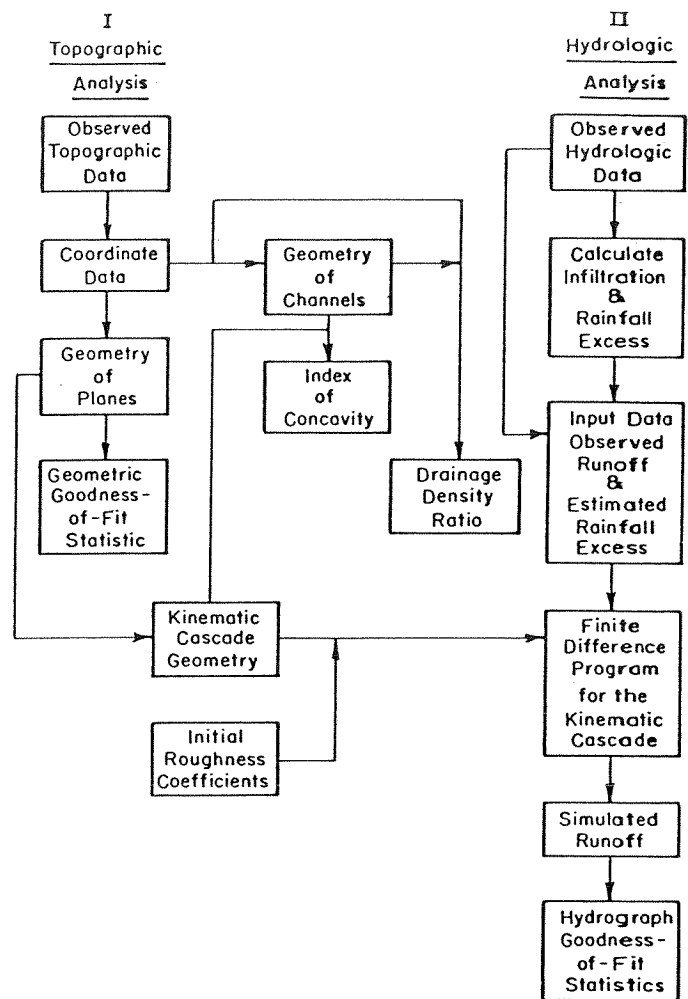 I
Topographic
Analysis
Observed
Topographic
Data
Coordinate
Data
Geometry
of
Planes
Geometric
Goodness-
of-Fit
Statistic
Geometry
of
Channels
Index
of
Concavity
Drainage
Density
Ratio
Kinematic
Cascade
Geometry
Initial
Roughness
Coefficients
II
Hydrologic
Analysis
Observed
Hydrologic
Data
Calculate
Infiltration
&
Rainfall
Excess
Input Data
Observed
Runoff
&
Estimated
Rainfall
Excess
Finite
Difference
Program
for the
Kinematic
Cascade
Simulated
Runoff
Hydrograph
Goodness-
of-Fit
Statistics